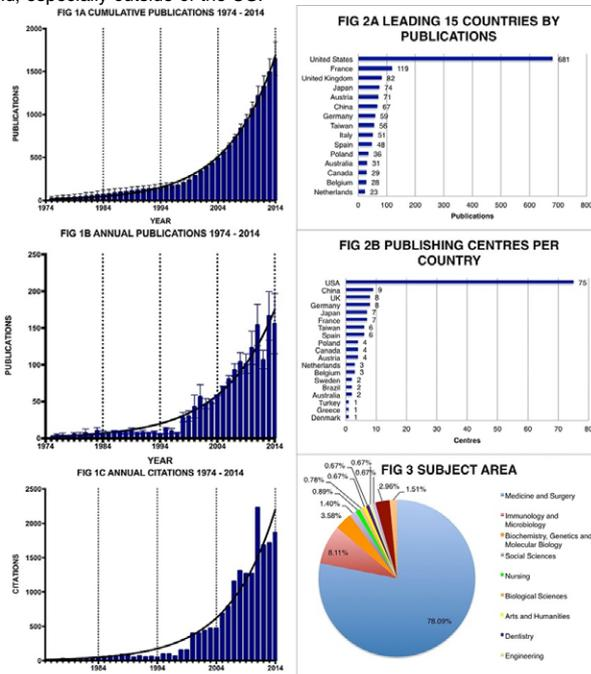 especially outside of the US.
FIG 1A CUMULATIVE PUBLICATIONS 1974 - 2014
2000
1500
1000
500
0
PUBLICATIONS
1974
1984
1994
2004
2014
YEAR
FIG 1B ANNUAL PUBLICATIONS 1974 - 2014
250
200
150
100
50
0
PUBLICATIONS
1974
1984
1994
2004
2014
YEAR
FIG 1C ANNUAL CITATIONS 1974 - 2014
2500
2000
1500
1000
500
0
CITATIONS
1974
1984
1994
2004
2014
FIG 2A LEADING 15 COUNTRIES BY
PUBLICATIONS
United States 681
France 119
United Kingdom 82
Japan 74
Austria 71
China 67
Germany 59
Taiwan 56
Italy 51
Spain 48
Poland 36
Australia 31
Canada 29
Belgium 28
Netherlands 23
0 100 200 300 400 500 600 700 800
Publications
FIG 2B PUBLISHING CENTRES PER
COUNTRY
USA 75
China 9
UK 8
Germany 8
Japan 7
France 7
Taiwan 6
Spain 6
Poland 4
Canada 4
Austria 4
Netherlands 3
Belgium 3
Sweden 2
Brazil 2
Australia 2
Turkey 1
Greece 1
Denmark 1
0 10 20 30 40 50 60 70 80
Centres
FIG 3 SUBJECT AREA
0.67%
0.67%
0.67%
0.67%
0.78%
0.89%
1.40%
3.58%
8.11%
2.96%
1.51%
78.09%
Medicine and Surgery
Immunology and
Microbiology
Biochemistry, Genetics and
Molecular Biology
Social Sciences
Nursing
Biological Sciences
Arts and Humanities
Dentistry
Engineering